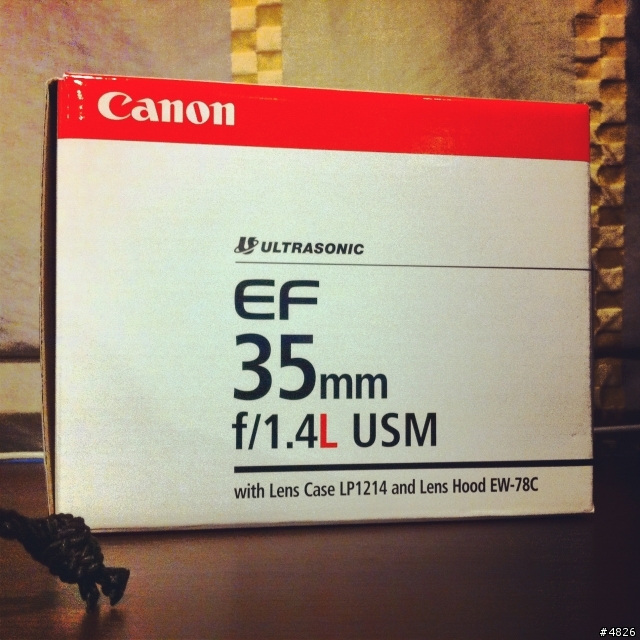 Canon
ULTRASONIC
EF
35mm
f/1.4L USM
with Lens Case LP1214 and Lens Hood EW-78C
#4826